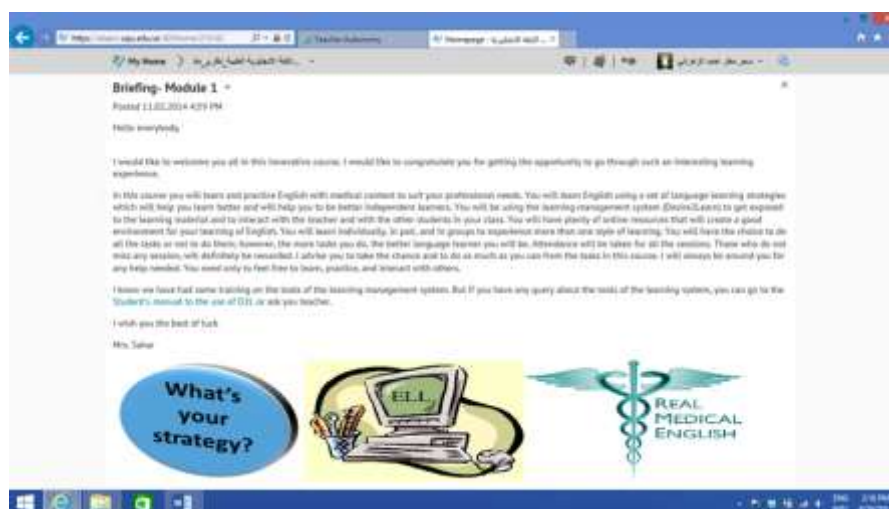 My Home
Briefing- Module 1
Posted 11.02.2014 4:59 PM
Hello everybody,
I would like to welcome you all in this innovative course. I would like to congratulate you for getting the opportunity to go through such an interesting learning
experience.
In this course you will learn and practice English with medical content to suit your professional needs. You will learn English using a set of language learning strategies
which will help you learn better and will help you to be better independent learners. You will be using the learning management system (Desire2Learn) to get exposed
to the learning material and to interact with the teacher and with the other students in your class. You will have plenty of online resources that will create a good
environment for your learning of English. You will learn individually, in pair, and in groups to experience more than one style of learning. You will have the choice to do
all the tasks or not to do them; however, the more tasks you do, the better language learner you will be. Attendance will be taken for all the sessions. Those who do not
miss any session, will definitely be rewarded. I advise you to take the chance and to do as much as you can from the tasks in this course. I will always be around you for
any help needed. You need only to feel free to learn, practice, and interact with others.
I know we have had some training on the tools of the learning management system. But if you have any query about the tools of the learning system, you can go to the
Student's manual to the use of D2L or ask you teacher.
I wish you the best of luck
Mrs. Sahar
What's
your
strategy?
ELL
REAL
MEDICAL
ENGLISH